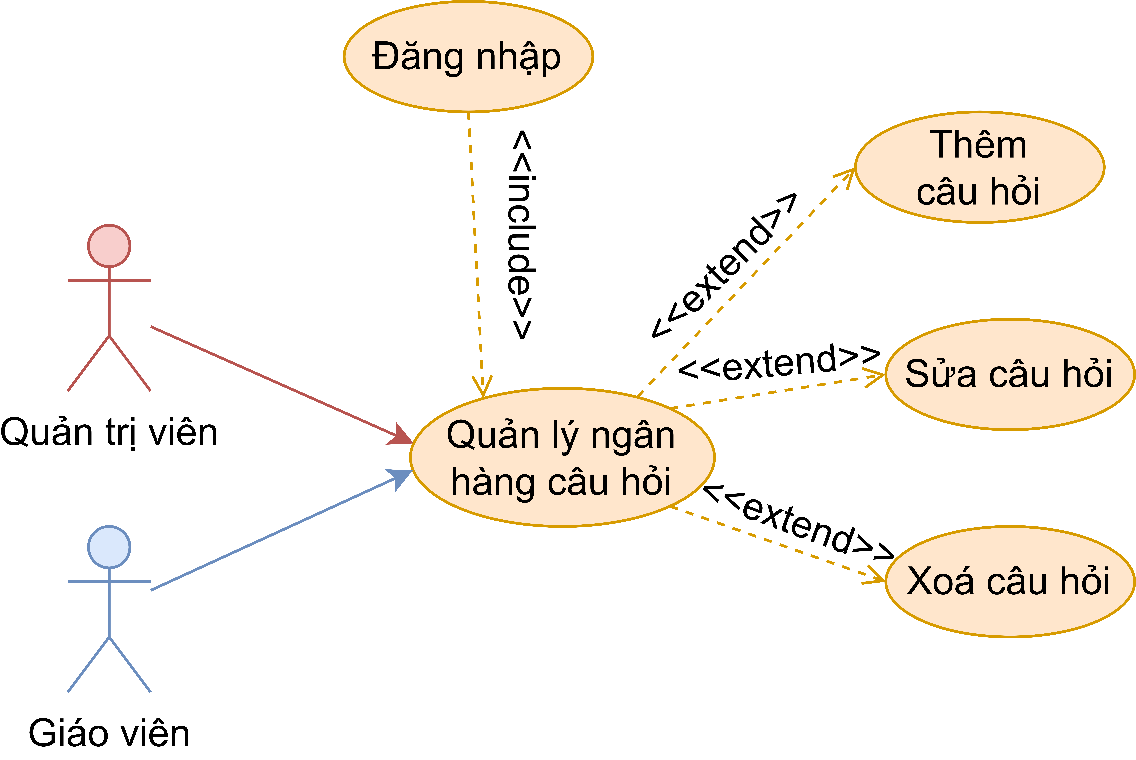 Đăng nhập
<<include>>
Thêm
câu hỏi
<<extend>>
<<extend>>
Sửa câu hỏi
Quản trị viên
Quản lý ngân
hàng câu hỏi
<<extend>>
Xoá câu hỏi
Giáo viên